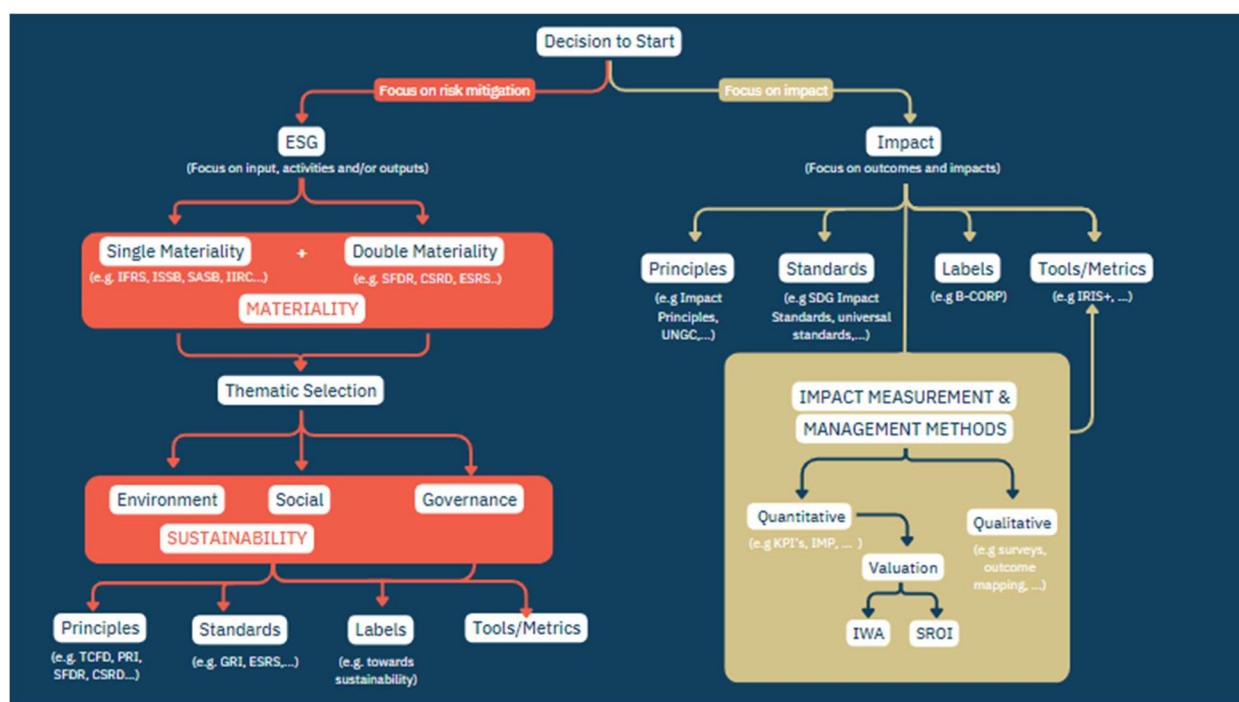 Decision to Start
Focus on risk mitigation
Focus on impact
ESG
(Focus on input, activities and/or outputs)
Impact
(Focus on outcomes and impacts)
Single Materiality
+
Double Materiality
(e.g. IFRS, ISSB, SASB, IIRC...)
(e.g. SFDR, CSRD, ESRS..)
MATERIALITY
Thematic Selection
Environment
Social
Governance
SUSTAINABILITY
Principles
(e.g. TCFD, PRI,
SFDR, CSRD...)
Standards
(e.g. GRI, ESRS,...)
Labels
(e.g. towards
sustainability)
Tools/Metrics
Principles
(e.g Impact
Principles,
UNGC,...)
Standards
(e.g SDG Impact
Standards, universal
standards,...)
Labels
(e.g B-CORP)
Tools/Metrics
(e.g IRIS+, ...)
IMPACT MEASUREMENT &
MANAGEMENT METHODS
Quantitative
(e.g KPI's, IMP, ... )
Qualitative
(e.g surveys,
outcome
mapping, ...)
Valuation
IWA
SROI